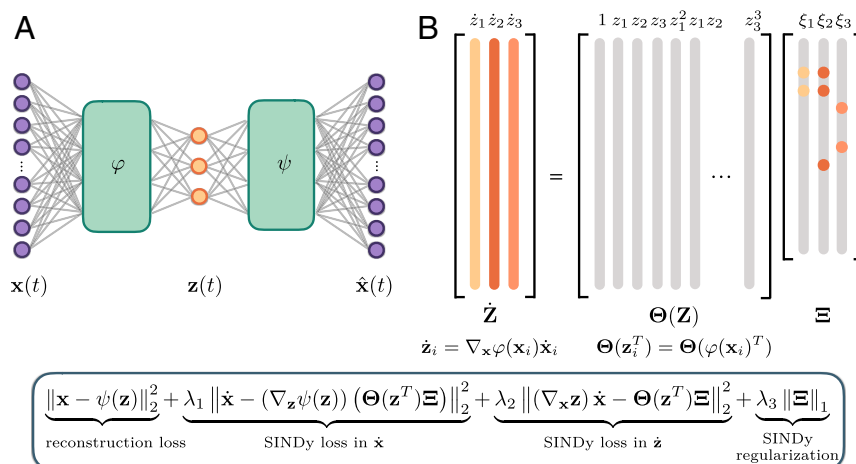 A
φ
ψ
⋮
⋮
x(t)
z(t)
x̂(t)
B
ż₁ ż₂ ż₃
1 z₁ z₂ z₃ z₁² z₁z₂ z₃³
ξ₁ ξ₂ ξ₃
=
⋯
Ż
Θ(Z)
Ξ
żᵢ = ∇ₓφ(xᵢ)ẋᵢ
Θ(zᵢᵀ) = Θ(φ(xᵢ)ᵀ)
‖x − ψ(z)‖₂² + λ₁ ‖ẋ − (∇_z ψ(z)) (Θ(zᵀ)Ξ)‖₂² + λ₂ ‖(∇ₓz) ẋ − Θ(zᵀ)Ξ‖₂² + λ₃ ‖Ξ‖₁
reconstruction loss
SINDy loss in ẋ
SINDy loss in ż
SINDy
regularization